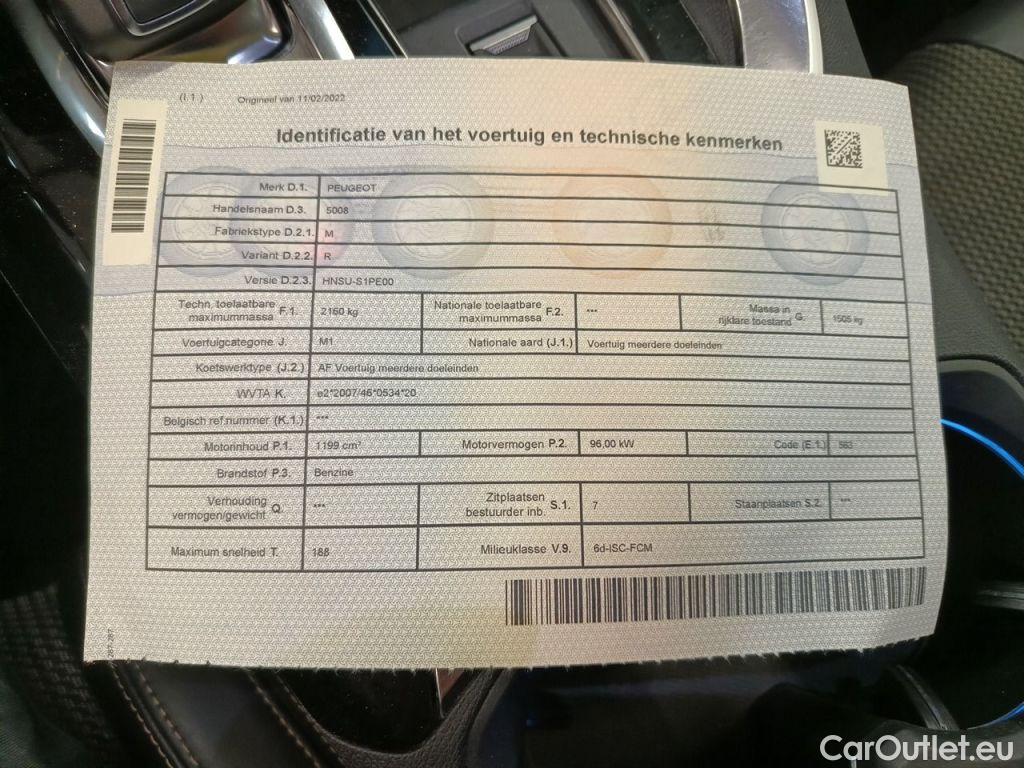 (I.1.) Origineel van 11/02/2022
Identificatie van het voertuig en technische kenmerken
Merk D.1. PEUGEOT
Handelsnaam D.3. 5008
Fabriekstype D.2.1. M
Variant D.2.2. R
Versie D.2.3. HNSU-S1PE00
Techn. toelaatbare maximummassa F.1. 2160 kg Nationale toelaatbare maximummassa F.2. *** Massa in rijklare toestand G. 1505 kg
Voertuigcategorie J. M1 Nationale aard (J.1.) Voertuig meerdere doeleinden
Koetswerktype (J.2.) AF Voertuig meerdere doeleinden
WVTA K. e2*2007/46*0534*20
Belgisch ref.nummer (K.1.) ***
Motorinhoud P.1. 1199 cm³ Motorvermogen P.2. 96,00 kW Code (E.1.) 563
Brandstof P.3. Benzine
Verhouding vermogen/gewicht Q. *** Zitplaatsen bestuurder inb. S.1. 7 Staanplaatsen S.2. ***
Maximum snelheid T. 188 Milieuklasse V.9. 6d-ISC-FCM
CarOutlet.eu